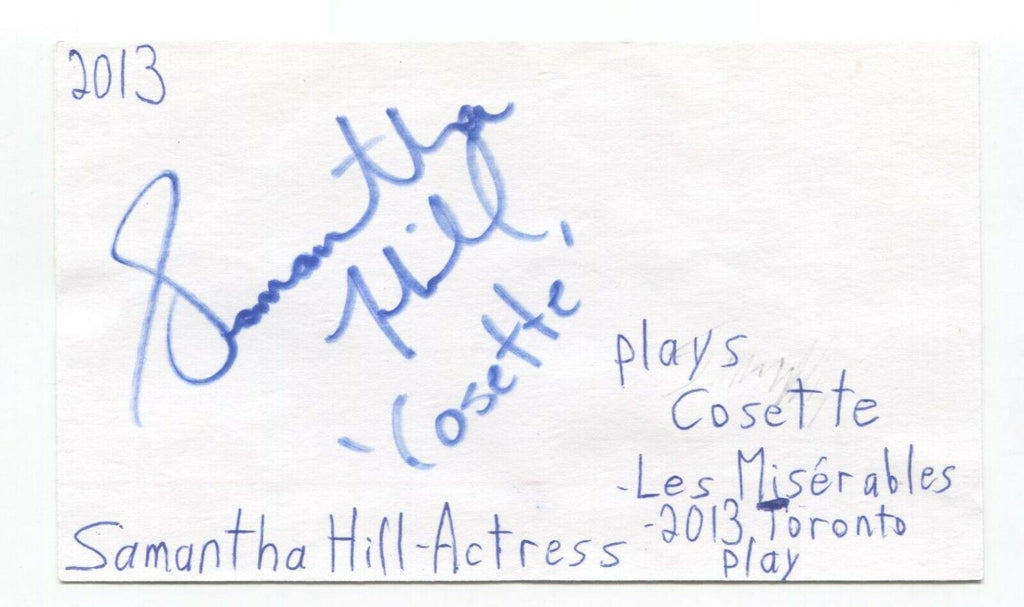 2013
Samantha
Hill
'Cosette'
plays
Cosette
-Les Misérables
-2013 Toronto
play
Samantha Hill-Actress